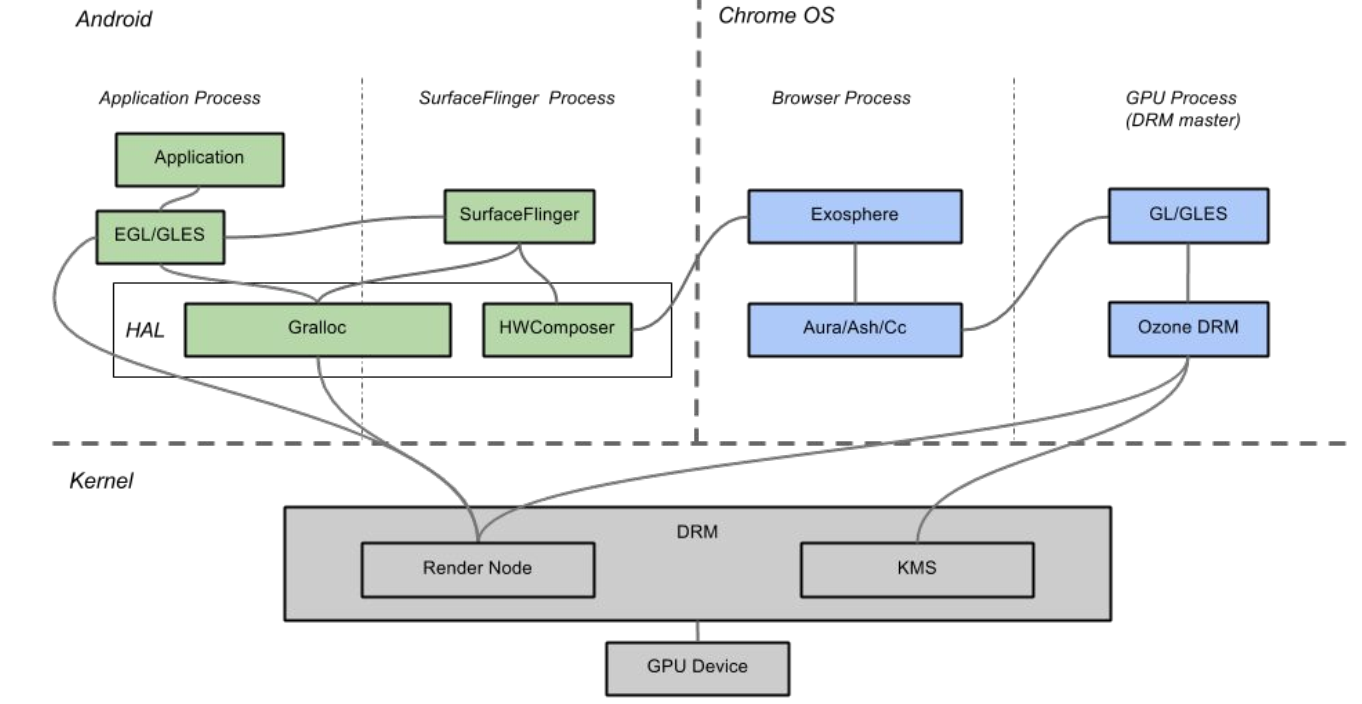 Android
Chrome OS
Application Process
SurfaceFlinger Process
Browser Process
GPU Process
(DRM master)
Application
EGL/GLES
SurfaceFlinger
Exosphere
GL/GLES
HAL
Gralloc
HWComposer
Aura/Ash/Cc
Ozone DRM
Kernel
DRM
Render Node
KMS
GPU Device